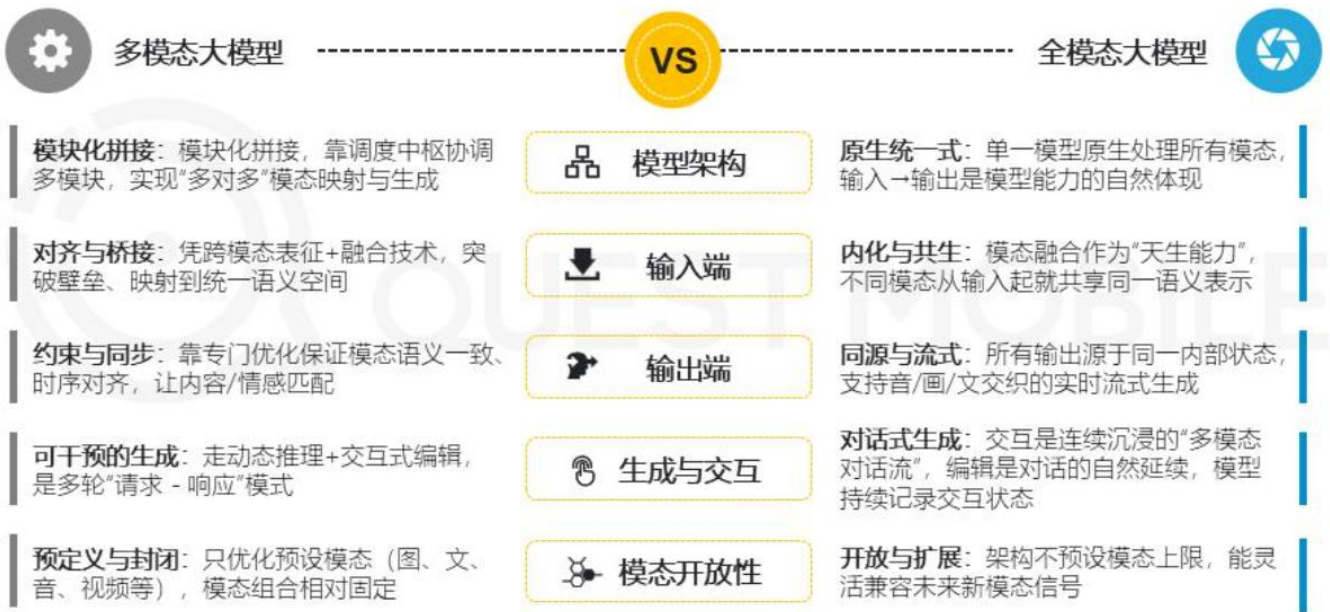 多模态大模型
VS
全模态大模型
模块化拼接：模块化拼接，靠调度中枢协调
多模块，实现“多对多”模态映射与生成
模型架构
原生统一式：单一模型原生处理所有模态，
输入→输出是模型能力的自然体现
对齐与桥接：凭跨模态表征+融合技术，突
破壁垒、映射到统一语义空间
输入端
内化与共生：模态融合作为“天生能力”，
不同模态从输入起就共享同一语义表示
约束与同步：靠专门优化保证模态语义一致、
时序对齐，让内容/情感匹配
输出端
同源与流式：所有输出源于同一内部状态，
支持音/画/文交织的实时流式生成
可干预的生成：走动态推理+交互式编辑，
是多轮“请求 - 响应”模式
生成与交互
对话式生成：交互是连续沉浸的“多模态
对话流”，编辑是对话的自然延续，模型
持续记录交互状态
预定义与封闭：只优化预设模态（图、文、
音、视频等），模态组合相对固定
模态开放性
开放与扩展：架构不预设模态上限，能灵
活兼容未来新模态信号
QUEST MOBILE